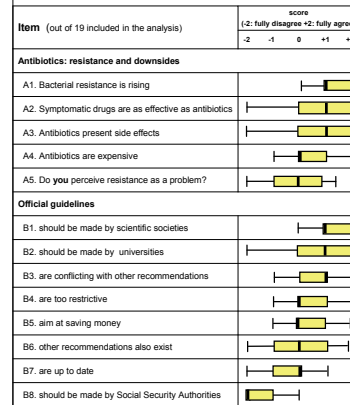 score
Item (out of 19 included in the analysis)
(-2: fully disagree +2: fully agree
-2 -1 0 +1 +
Antibiotics: resistance and downsides
A1. Bacterial resistance is rising
A2. Symptomatic drugs are as effective as antibiotics
A3. Antibiotics present side effects
A4. Antibiotics are expensive
A5. Do you perceive resistance as a problem?
Official guidelines
B1. should be made by scientific societies
B2. should be made by universities
B3. are conflicting with other recommendations
B4. are too restrictive
B5. aim at saving money
B6. other recommendations also exist
B7. are up to date
B8. should be made by Social Security Authorities